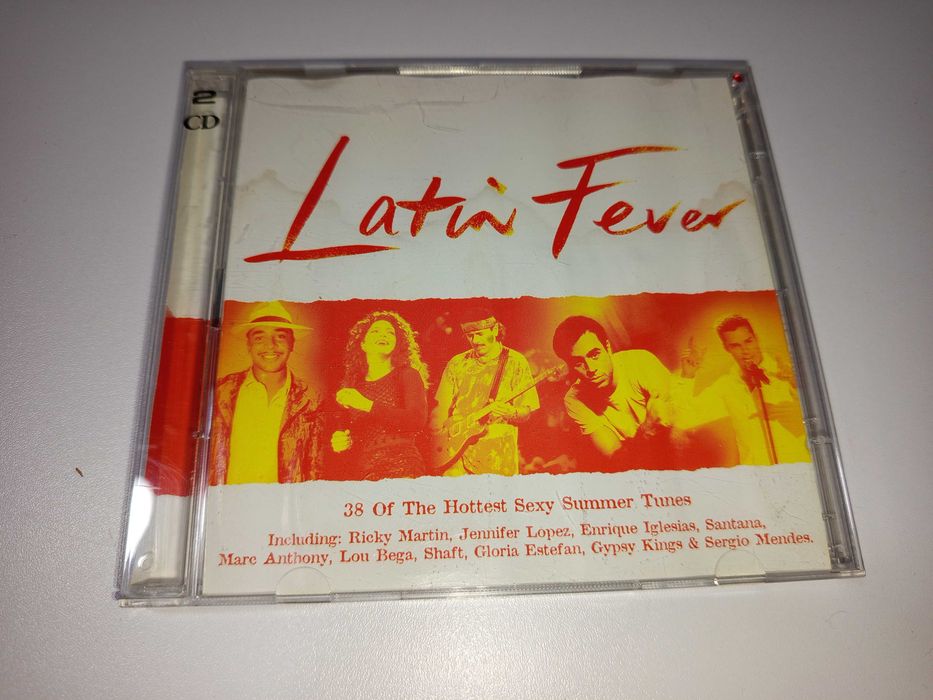 2
CD
Latin Fever
38 Of The Hottest Sexy Summer Tunes
Including: Ricky Martin, Jennifer Lopez, Enrique Iglesias, Santana,
Marc Anthony, Lou Bega, Shaft, Gloria Estefan, Gypsy Kings & Sergio Mendes.